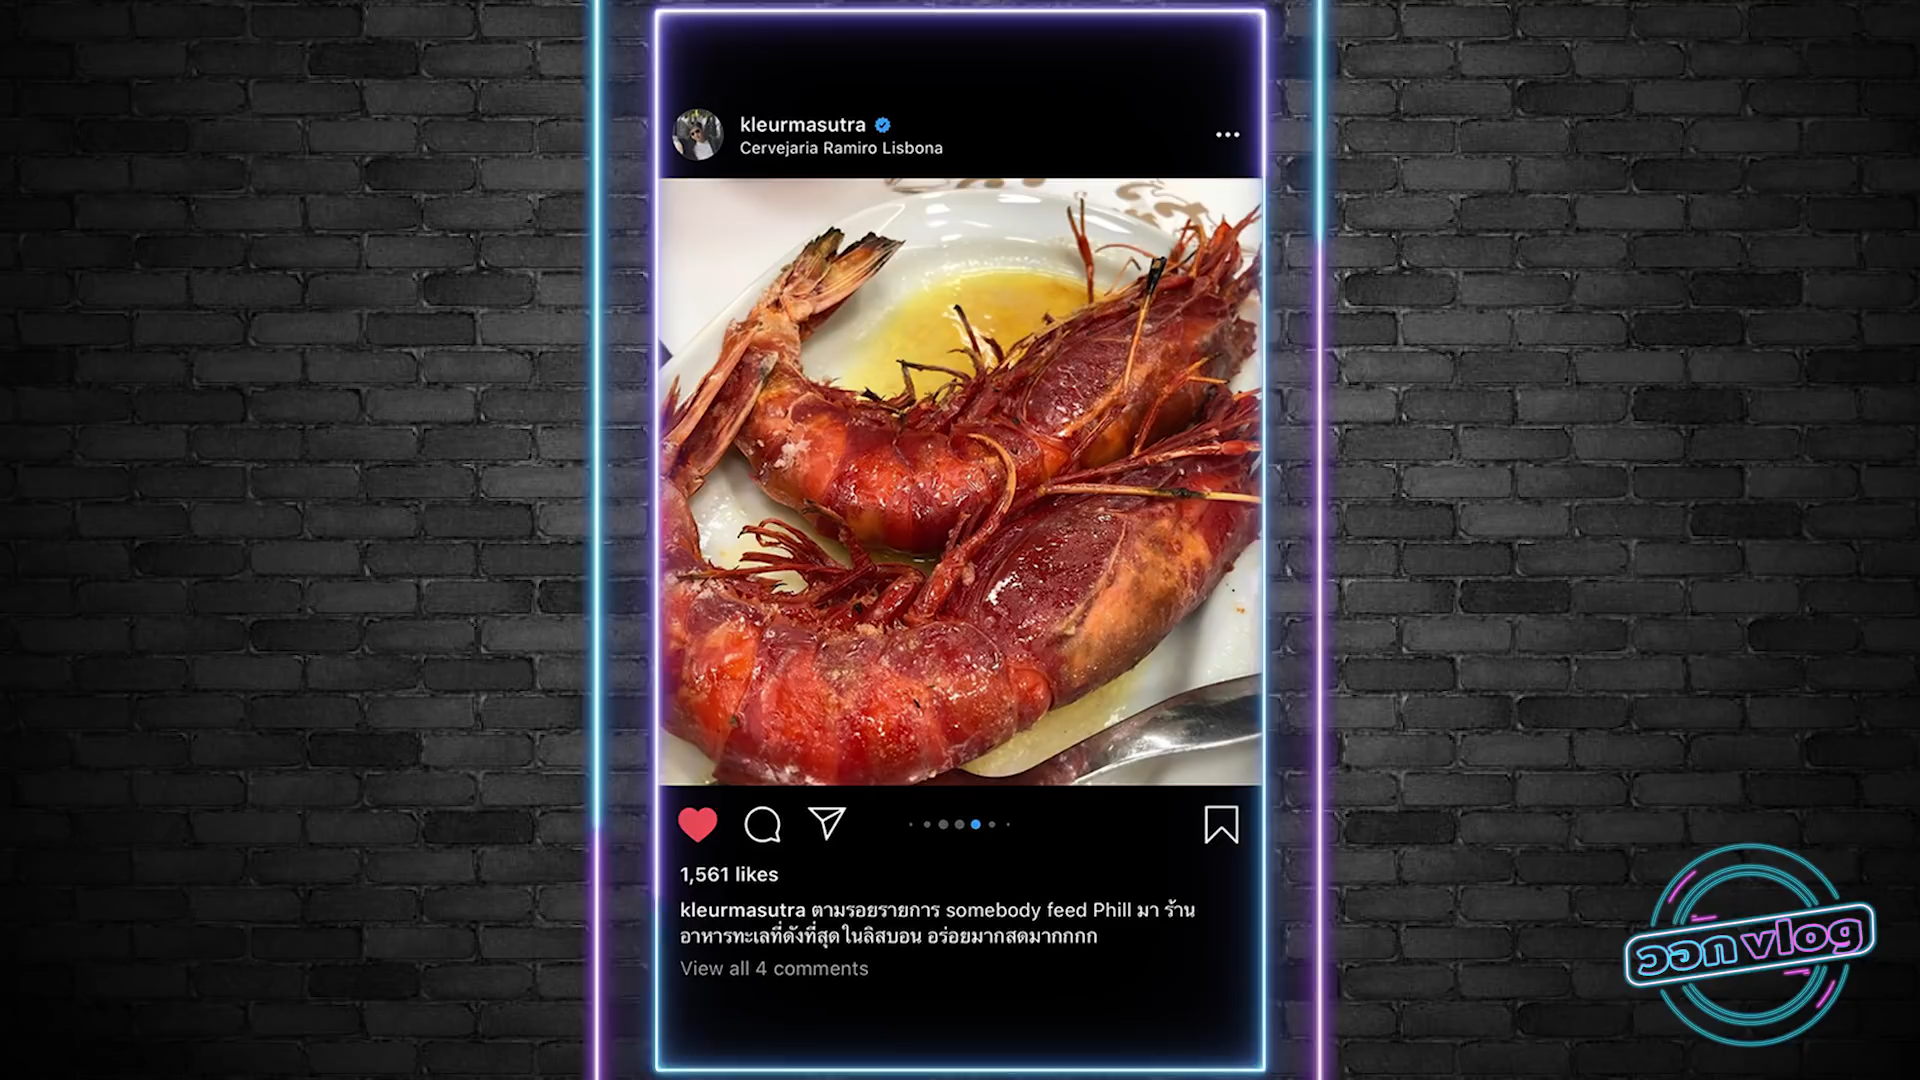 kleurmasutra
Cervejaria Ramiro Lisbona
1,561 likes
kleurmasutra ตามรอยรายการ somebody feed Phill มา ร้าน
อาหารทะเลที่ดังที่สุดในลิสบอน อร่อยมากสดมากกกก
View all 4 comments
วอท vlog